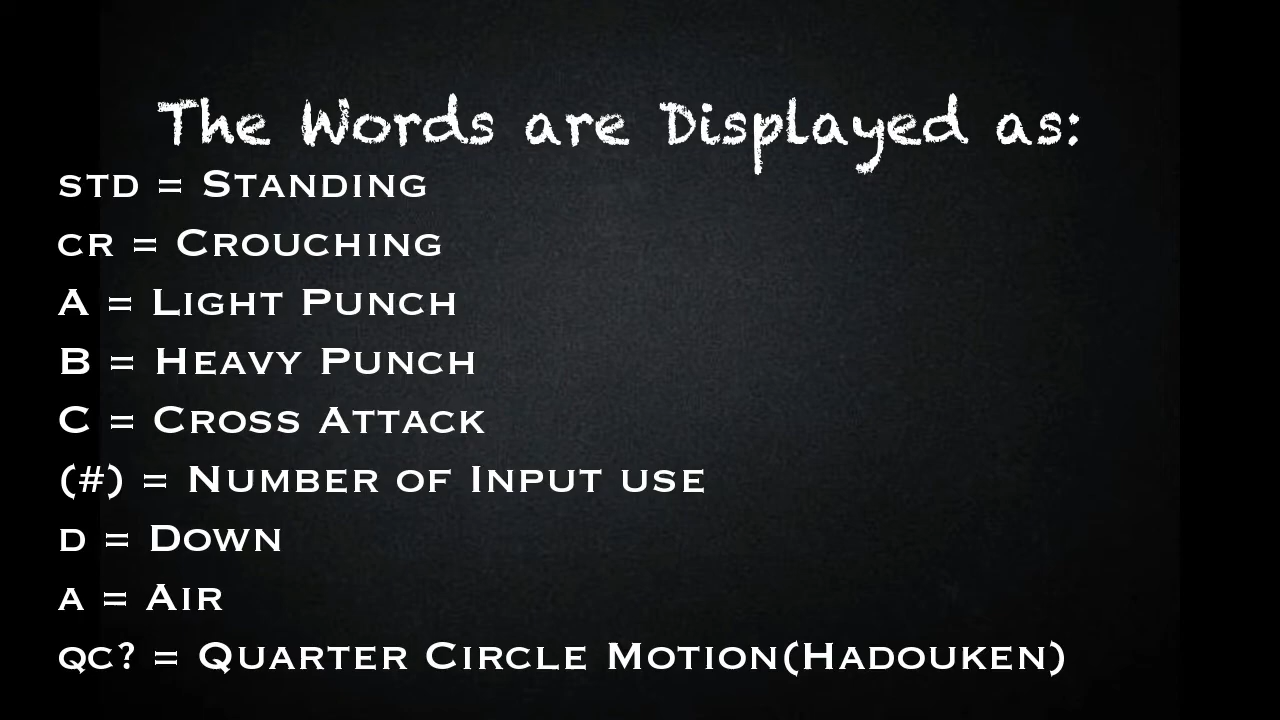 The Words are Displayed as:
std = Standing
cr = Crouching
A = Light Punch
B = Heavy Punch
C = Cross Attack
(#) = Number of Input use
d = Down
a = Air
qc? = Quarter Circle Motion(Hadouken)